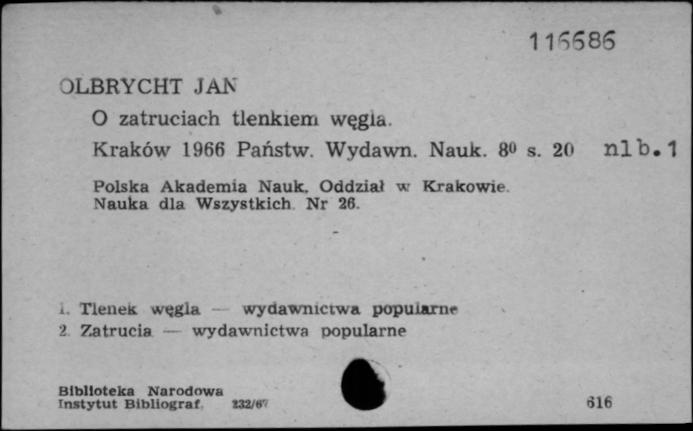 116686
OLBRYCHT JAN
O zatruciach tlenkiem węgla.
Kraków 1966 Państw. Wydawn. Nauk. 8⁰ s. 20 nlb.1
Polska Akademia Nauk. Oddział w Krakowie.
Nauka dla Wszystkich. Nr 26.
1. Tlenek węgla — wydawnictwa popularne
2. Zatrucia — wydawnictwa popularne
Biblioteka Narodowa
Instytut Bibliograf. 232/67 616